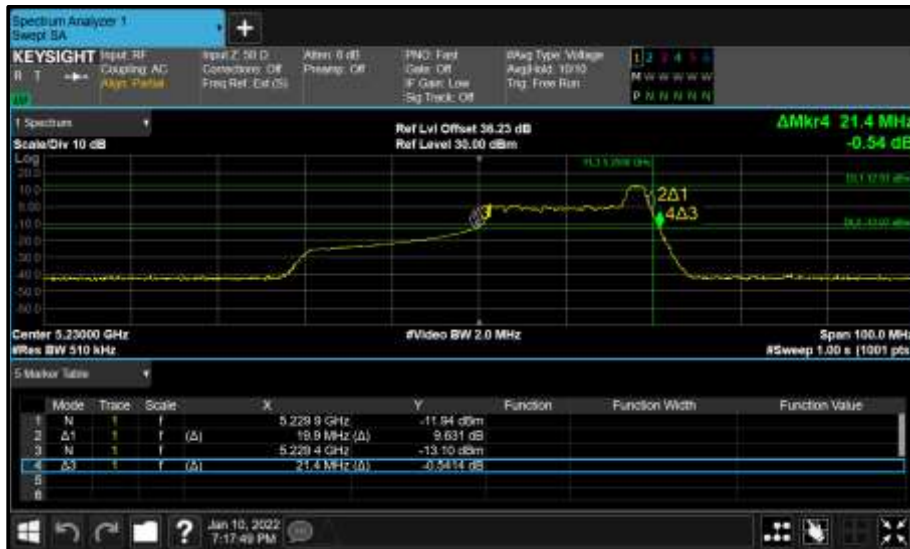 Spectrum Analyzer 1
Swept SA
+
KEYSIGHT
R T
Input: RF
Coupling: AC
Align: Partial
Input Z: 50 Ω
Corrections: Off
Freq Ref: Ext (S)
Atten: 6 dB
Preamp: Off
PNO: Fast
Gate: Off
IF Gain: Low
Sig Track: Off
#Avg Type: Voltage
Avg|Hold: 10/10
Trig: Free Run
1 2 3 4 5 6
M W W W W W
P N N N N N
1 Spectrum
Scale/Div 10 dB
Ref Lvl Offset 36.23 dB
Ref Level 30.00 dBm
ΔMkr4 21.4 MHz
-0.54 dB
Log
20.0
10.0
0.00
-10.0
-20.0
-30.0
-40.0
-50.0
2Δ1
4Δ3
Center 5.23000 GHz
#Res BW 510 kHz
#Video BW 2.0 MHz
Span 100.0 MHz
#Sweep 1.00 s (1001 pts
5 Marker Table
Mode Trace Scale X Y Function Function Width Function Value
1 N 1 f 5.229 9 GHz -11.94 dBm
2 Δ1 1 f (Δ) 19.9 MHz (Δ) 9.631 dB
3 N 1 f 5.229 4 GHz -13.10 dBm
4 Δ3 1 f (Δ) 21.4 MHz (Δ) -0.5414 dB
5
6
?
Jan 10, 2022
7:17:49 PM